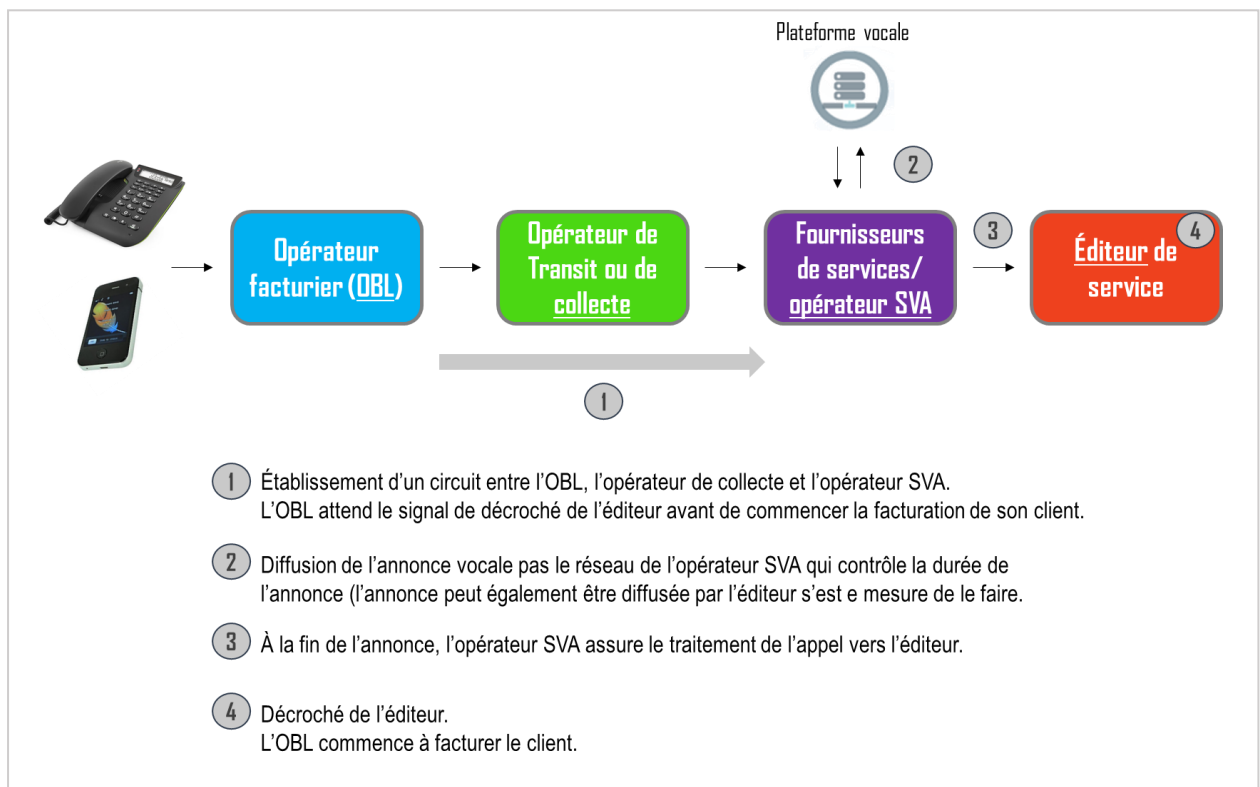 Plateforme vocale
2
Opérateur
facturier (OBL)
Opérateur de
Transit ou de
collecte
Fournisseurs
de services/
opérateur SVA
3
Éditeur de
service
4
1
1 Établissement d’un circuit entre l’OBL, l’opérateur de collecte et l’opérateur SVA.
L’OBL attend le signal de décroché de l’éditeur avant de commencer la facturation de son client.
2 Diffusion de l’annonce vocale pas le réseau de l’opérateur SVA qui contrôle la durée de
l’annonce (l’annonce peut également être diffusée par l’éditeur s’est e mesure de le faire.
3 À la fin de l’annonce, l’opérateur SVA assure le traitement de l’appel vers l’éditeur.
4 Décroché de l’éditeur.
L’OBL commence à facturer le client.